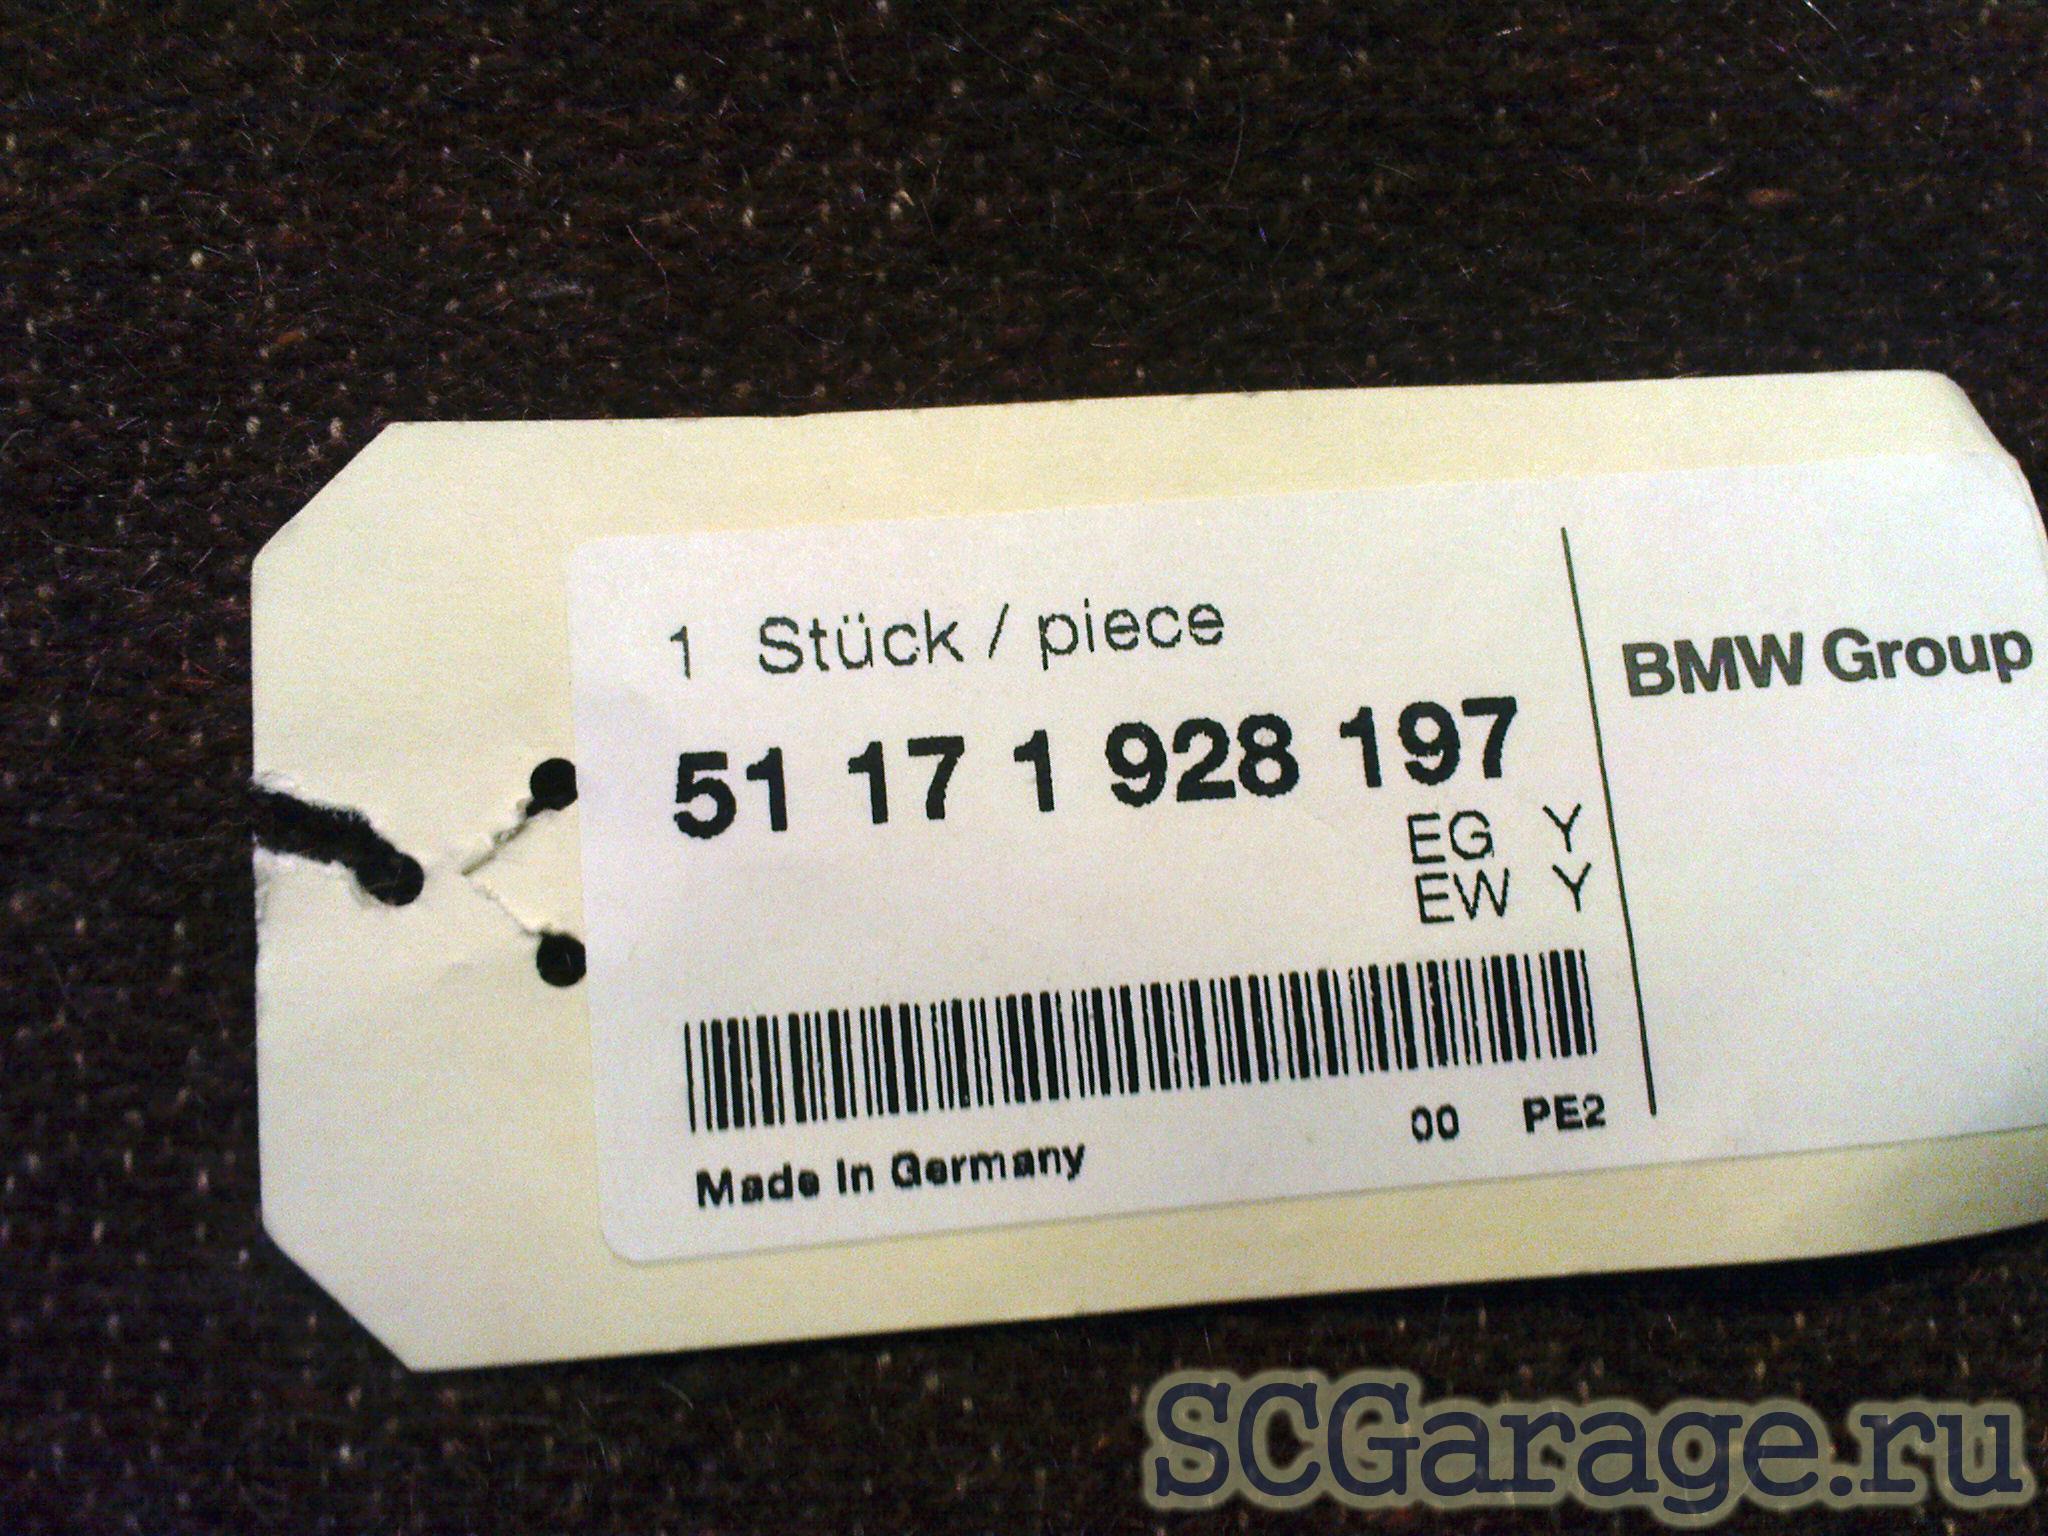 1 Stück / piece
51 17 1 928 197
EG Y
EW Y
00 PE2
Made In Germany
BMW Group
SCGarage.ru